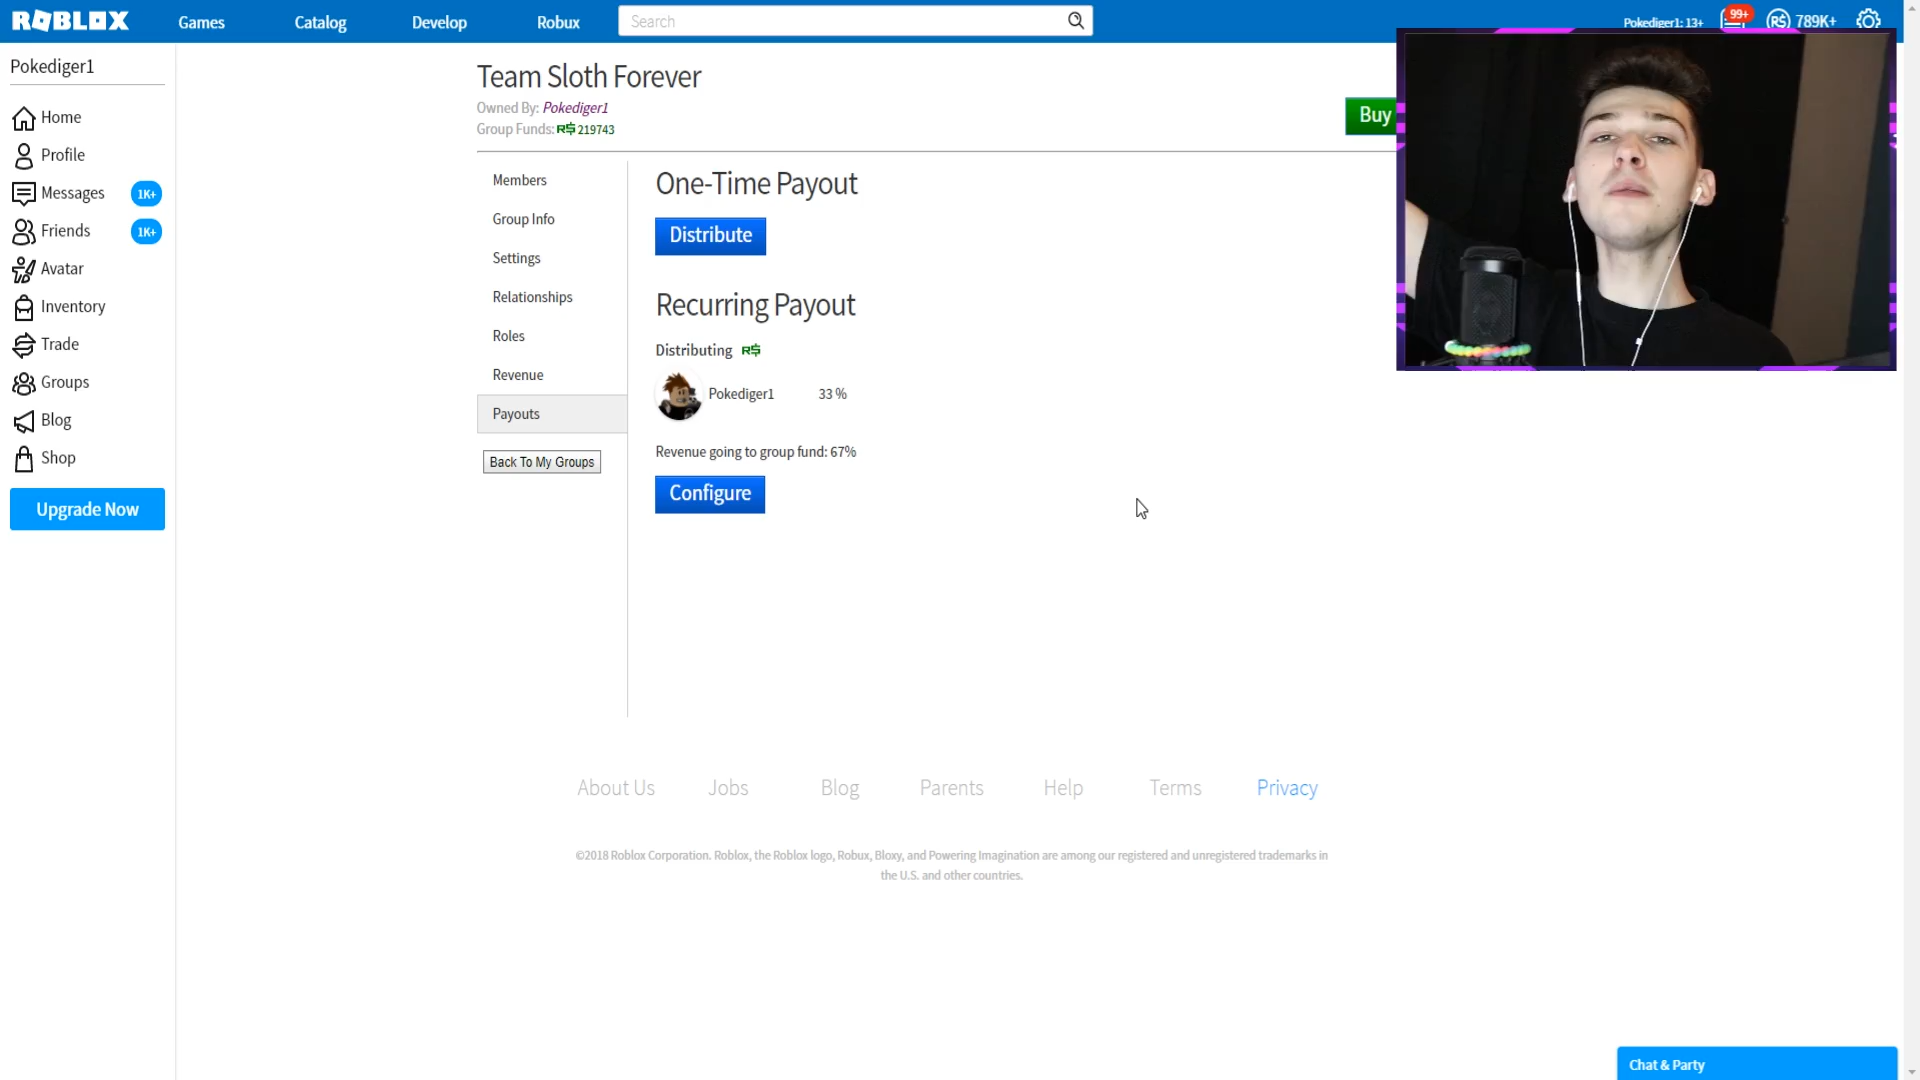 ROBLOX
Games
Catalog
Develop
Robux
Search
Pokediger1: 13+
99+
R$ 789K+
Pokediger1
Home
Profile
Messages 1K+
Friends 1K+
Avatar
Inventory
Trade
Groups
Blog
Shop
Upgrade Now
Team Sloth Forever
Owned By: Pokediger1
Group Funds: R$ 219743
Buy
Members
Group Info
Settings
Relationships
Roles
Revenue
Payouts
Back To My Groups
One-Time Payout
Distribute
Recurring Payout
Distributing R$
Pokediger1 33 %
Revenue going to group fund: 67%
Configure
About Us
Jobs
Blog
Parents
Help
Terms
Privacy
©2018 Roblox Corporation. Roblox, the Roblox logo, Robux, Bloxy, and Powering Imagination are among our registered and unregistered trademarks in
the U.S. and other countries.
Chat & Party